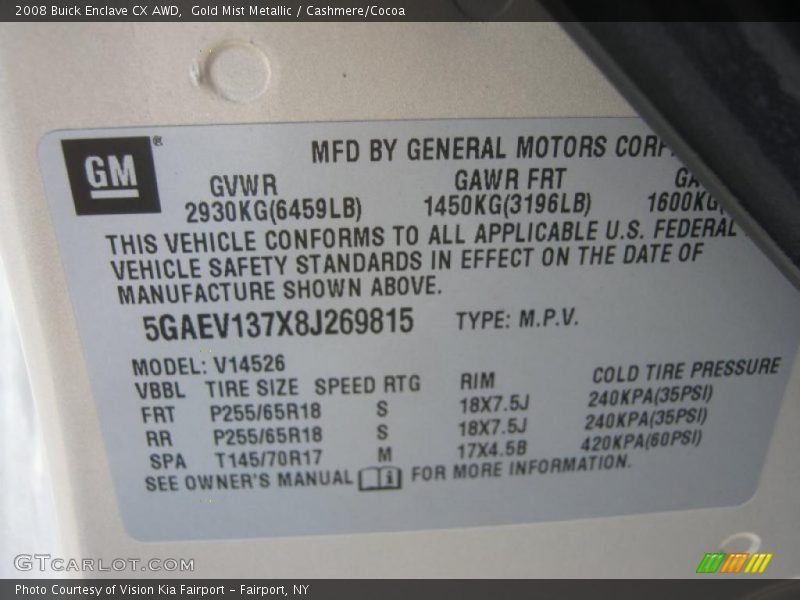 2008 Buick Enclave CX AWD, Gold Mist Metallic / Cashmere/Cocoa
GM ®
MFD BY GENERAL MOTORS CORP
GVWR GAWR FRT
2930KG(6459LB) 1450KG(3196LB) 1600KG
THIS VEHICLE CONFORMS TO ALL APPLICABLE U.S. FEDERAL
VEHICLE SAFETY STANDARDS IN EFFECT ON THE DATE OF
MANUFACTURE SHOWN ABOVE.
5GAEV137X8J269815 TYPE: M.P.V.
MODEL: V14526
VBBL TIRE SIZE SPEED RTG RIM COLD TIRE PRESSURE
FRT P255/65R18 S 18X7.5J 240KPA(35PSI)
RR P255/65R18 S 18X7.5J 240KPA(35PSI)
SPA T145/70R17 M 17X4.5B 420KPA(60PSI)
SEE OWNER'S MANUAL i FOR MORE INFORMATION.
GTCARLOT.COM
Photo Courtesy of Vision Kia Fairport – Fairport, NY